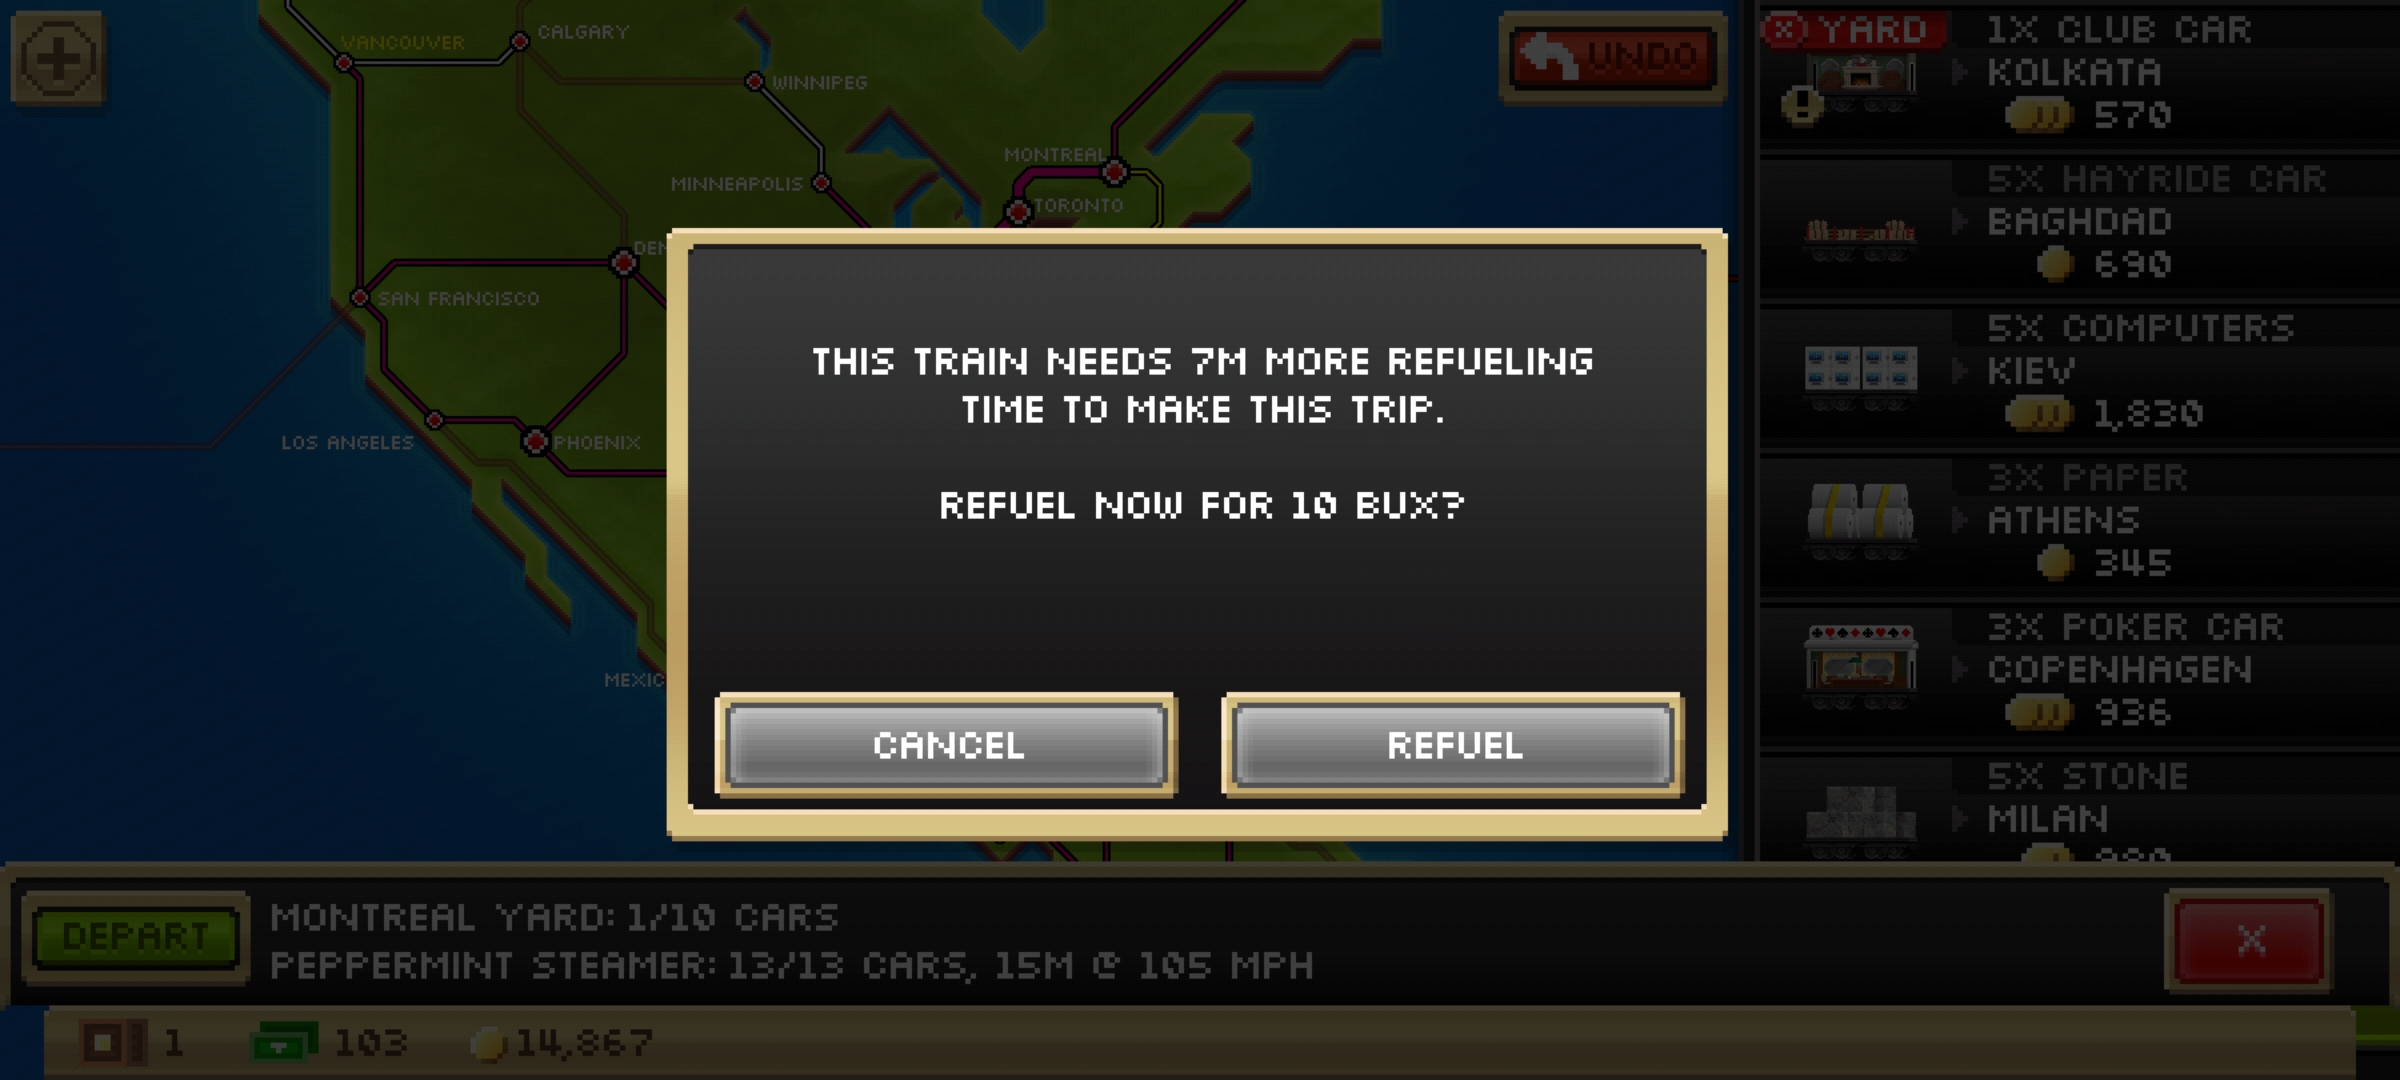 VANCOUVER
CALGARY
WINNIPEG
MINNEAPOLIS
MONTREAL
TORONTO
DEN
SAN FRANCISCO
LOS ANGELES
PHOENIX
MEXIC
UNDO
YARD
1X CLUB CAR
KOLKATA
570
5X HAYRIDE CAR
BAGHDAD
690
5X COMPUTERS
KIEV
1,830
3X PAPER
ATHENS
345
3X POKER CAR
COPENHAGEN
936
5X STONE
MILAN
THIS TRAIN NEEDS 7M MORE REFUELING
TIME TO MAKE THIS TRIP.
REFUEL NOW FOR 10 BUX?
CANCEL
REFUEL
DEPART
MONTREAL YARD: 1/10 CARS
PEPPERMINT STEAMER: 13/13 CARS, 15M @ 105 MPH
X
1
103
14,867